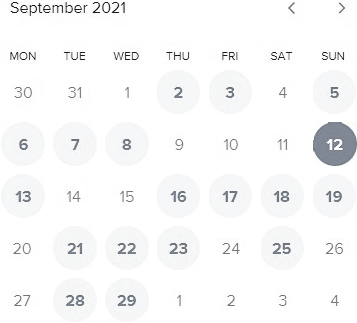 September 2021
MON TUE WED THU FRI SAT SUN
30 31 1 2 3 4 5
6 7 8 9 10 11 12
13 14 15 16 17 18 19
20 21 22 23 24 25 26
27 28 29 1 2 3 4